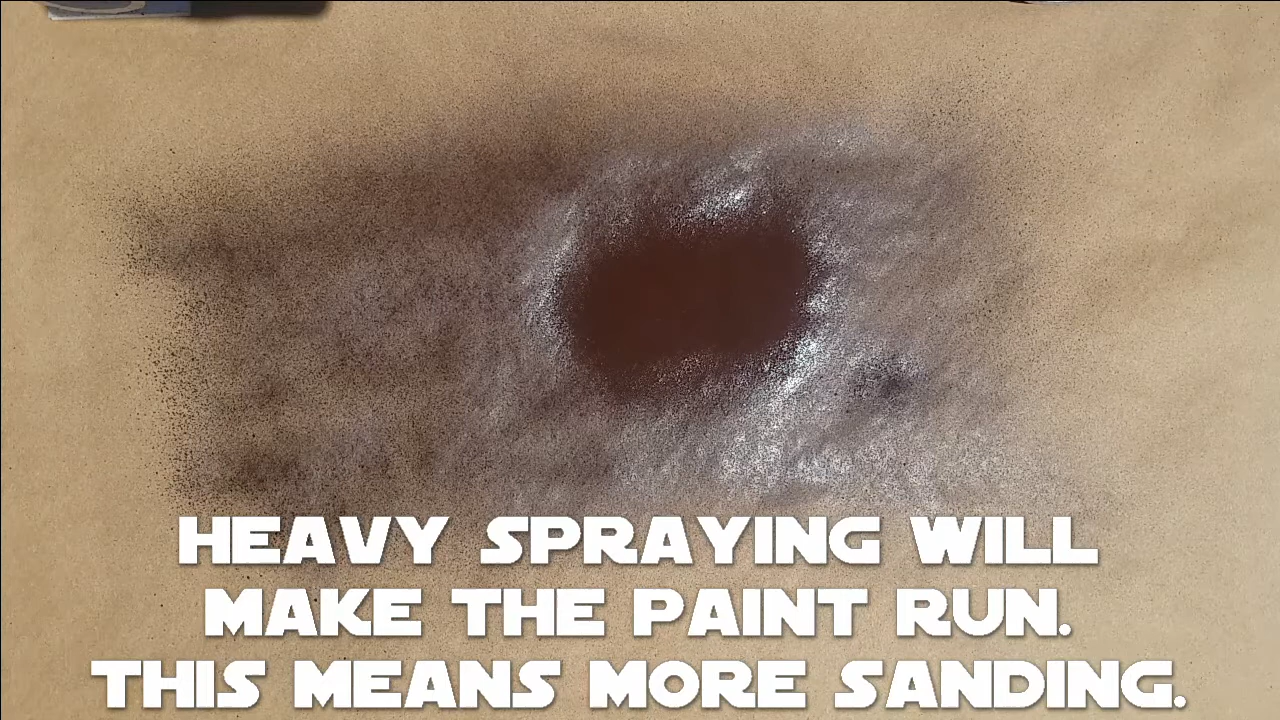 HEAVY SPRAYING WILL
MAKE THE PAINT RUN.
THIS MEANS MORE SANDING.